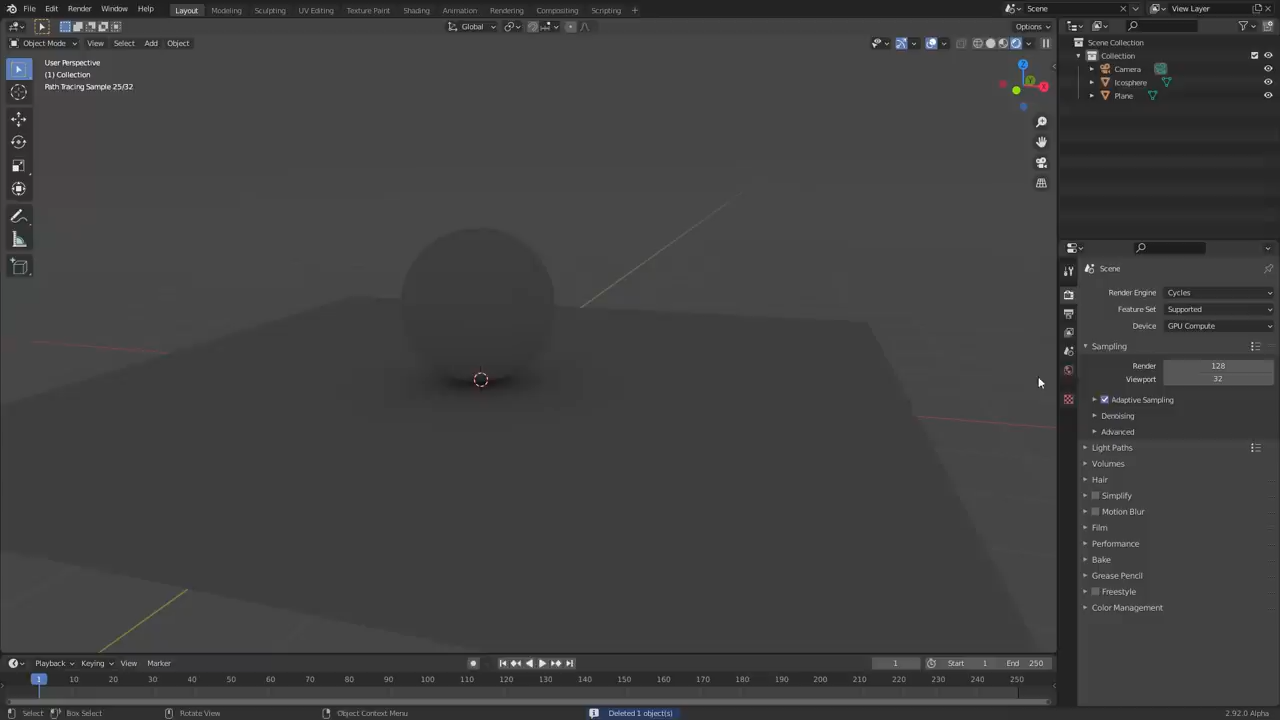 File Edit Render Window Help Layout Modeling Sculpting UV Editing Texture Paint Shading Animation Rendering Compositing Scripting + Scene View Layer
Global Options
Object Mode View Select Add Object
User Perspective
(1) Collection
Path Tracing Sample 25/32
Z
Y
X
Scene Collection
Collection
Camera
Icosphere
Plane
Scene
Render Engine Cycles
Feature Set Supported
Device GPU Compute
Sampling
Render 128
Viewport 32
Adaptive Sampling
Denoising
Advanced
Light Paths
Volumes
Hair
Simplify
Motion Blur
Film
Performance
Bake
Grease Pencil
Freestyle
Color Management
Playback Keying View Marker 1 Start 1 End 250
1 10 20 30 40 50 60 70 80 90 100 110 120 130 140 150 160 170 180 190 200 210 220 230 240 250
Select Box Select Rotate View Object Context Menu Deleted 1 object(s) 2.92.0 Alpha